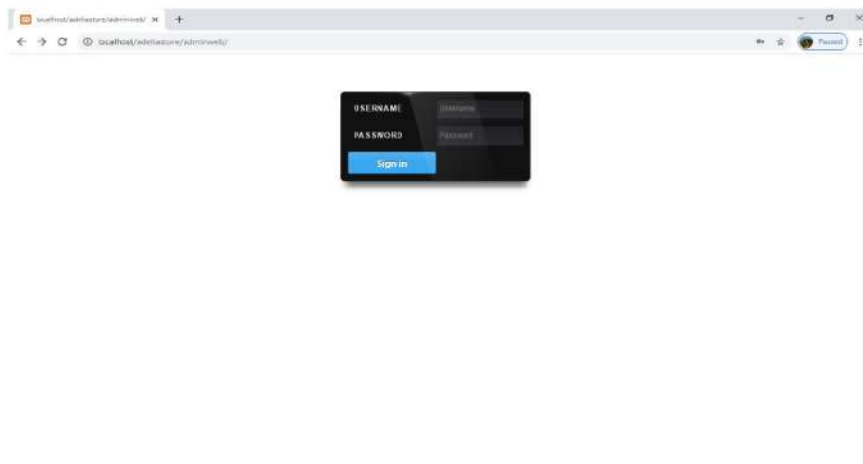 localhost/adeliastore/adminweb/
localhost/adeliastore/adminweb/
Paused
USERNAME
Username
PASSWORD
Password
Sign in